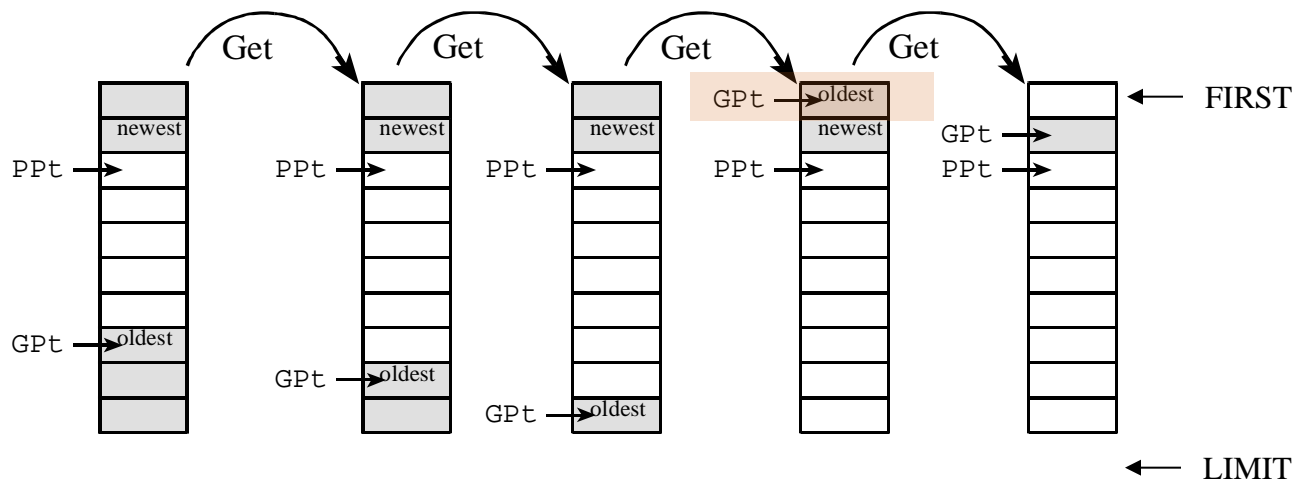 Get Get Get Get
GPt oldest FIRST
newest newest newest newest GPt
PPt PPt PPt PPt PPt
GPt oldest
GPt oldest
GPt oldest
LIMIT